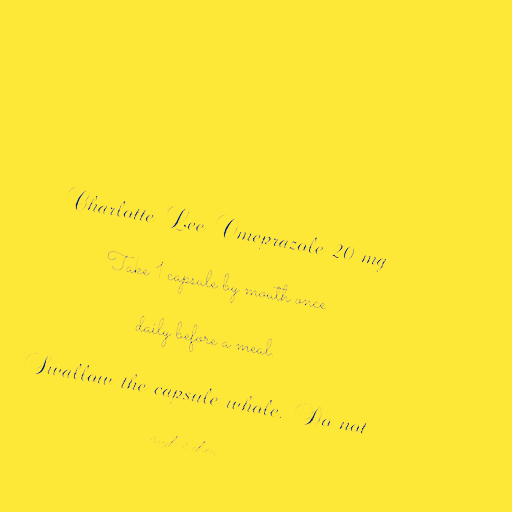 Charlotte Lee Omeprazole 20 mg
Take 1 capsule by mouth once
daily before a meal.
Swallow the capsule whole. Do not